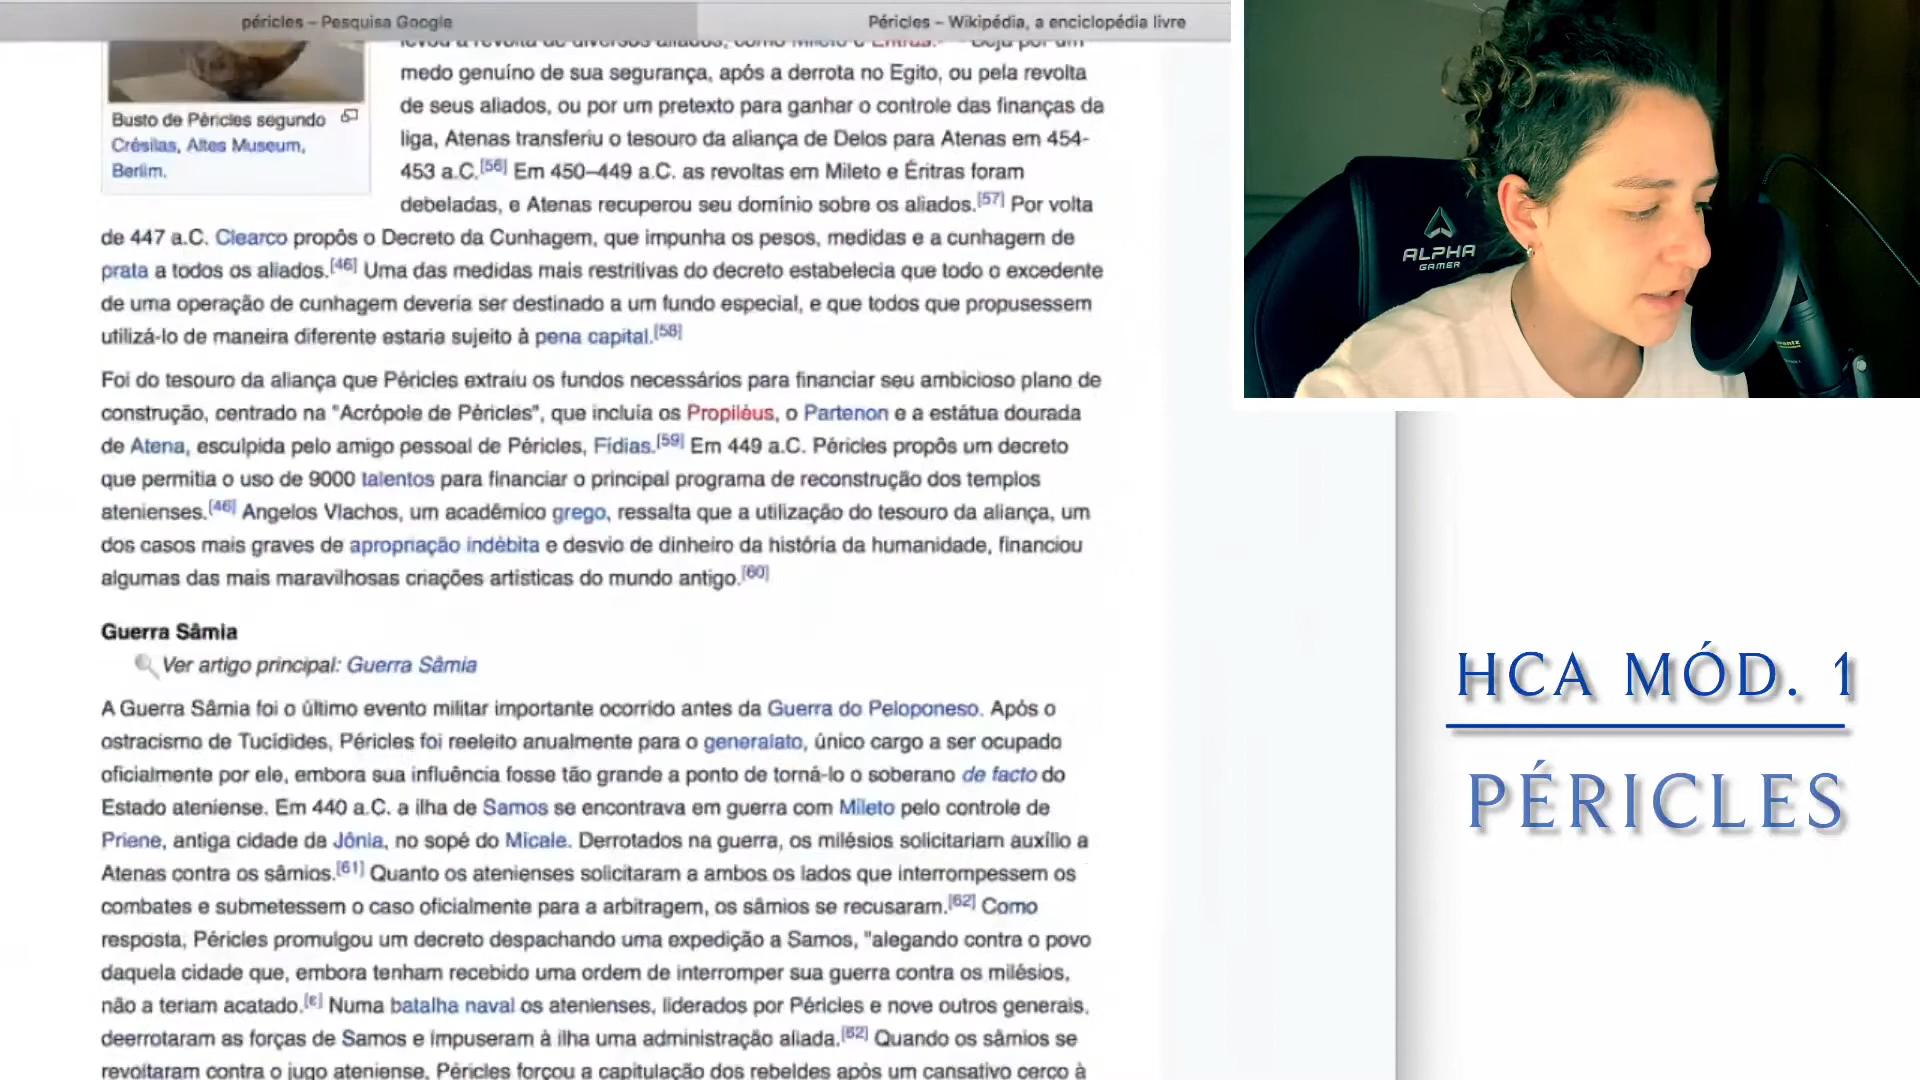 péricles – Pesquisa Google
Péricles – Wikipédia, a enciclopédia livre
levou à revolta de diversos aliados, como Mileto e Éritras.
medo genuíno de sua segurança, após a derrota no Egito, ou pela revolta
Busto de Péricles segundo
Crésilas, Altes Museum,
Berlim.
de seus aliados, ou por um pretexto para ganhar o controle das finanças da
liga, Atenas transferiu o tesouro da aliança de Delos para Atenas em 454-
453 a.C.[56] Em 450–449 a.C. as revoltas em Mileto e Éritras foram
debeladas, e Atenas recuperou seu domínio sobre os aliados.[57] Por volta
de 447 a.C. Clearco propôs o Decreto da Cunhagem, que impunha os pesos, medidas e a cunhagem de
prata a todos os aliados.[46] Uma das medidas mais restritivas do decreto estabelecia que todo o excedente
de uma operação de cunhagem deveria ser destinado a um fundo especial, e que todos que propusessem
utilizá-lo de maneira diferente estaria sujeito à pena capital.[58]
Foi do tesouro da aliança que Péricles extraiu os fundos necessários para financiar seu ambicioso plano de
construção, centrado na "Acrópole de Péricles", que incluía os Propiléus, o Partenon e a estátua dourada
de Atena, esculpida pelo amigo pessoal de Péricles, Fídias.[59] Em 449 a.C. Péricles propôs um decreto
que permitia o uso de 9000 talentos para financiar o principal programa de reconstrução dos templos
atenienses.[46] Angelos Vlachos, um acadêmico grego, ressalta que a utilização do tesouro da aliança, um
dos casos mais graves de apropriação indébita e desvio de dinheiro da história da humanidade, financiou
algumas das mais maravilhosas criações artísticas do mundo antigo.[60]
Guerra Sâmia
Ver artigo principal: Guerra Sâmia
A Guerra Sâmia foi o último evento militar importante ocorrido antes da Guerra do Peloponeso. Após o
ostracismo de Tucídides, Péricles foi reeleito anualmente para o generalato, único cargo a ser ocupado
oficialmente por ele, embora sua influência fosse tão grande a ponto de torná-lo o soberano de facto do
Estado ateniense. Em 440 a.C. a ilha de Samos se encontrava em guerra com Mileto pelo controle de
Priene, antiga cidade da Jônia, no sopé do Micale. Derrotados na guerra, os milésios solicitariam auxílio a
Atenas contra os sâmios.[61] Quanto os atenienses solicitaram a ambos os lados que interrompessem os
combates e submetessem o caso oficialmente para a arbitragem, os sâmios se recusaram.[62] Como
resposta, Péricles promulgou um decreto despachando uma expedição a Samos, "alegando contra o povo
daquela cidade que, embora tenham recebido uma ordem de interromper sua guerra contra os milésios,
não a teriam acatado.[ε] Numa batalha naval os atenienses, liderados por Péricles e nove outros generais,
deerrotaram as forças de Samos e impuseram à ilha uma administração aliada.[62] Quando os sâmios se
revoltaram contra o jugo ateniense, Péricles forçou a capitulação dos rebeldes após um cansativo cerco à
ALPHA
GAMER
HCA MÓD. 1
PÉRICLES